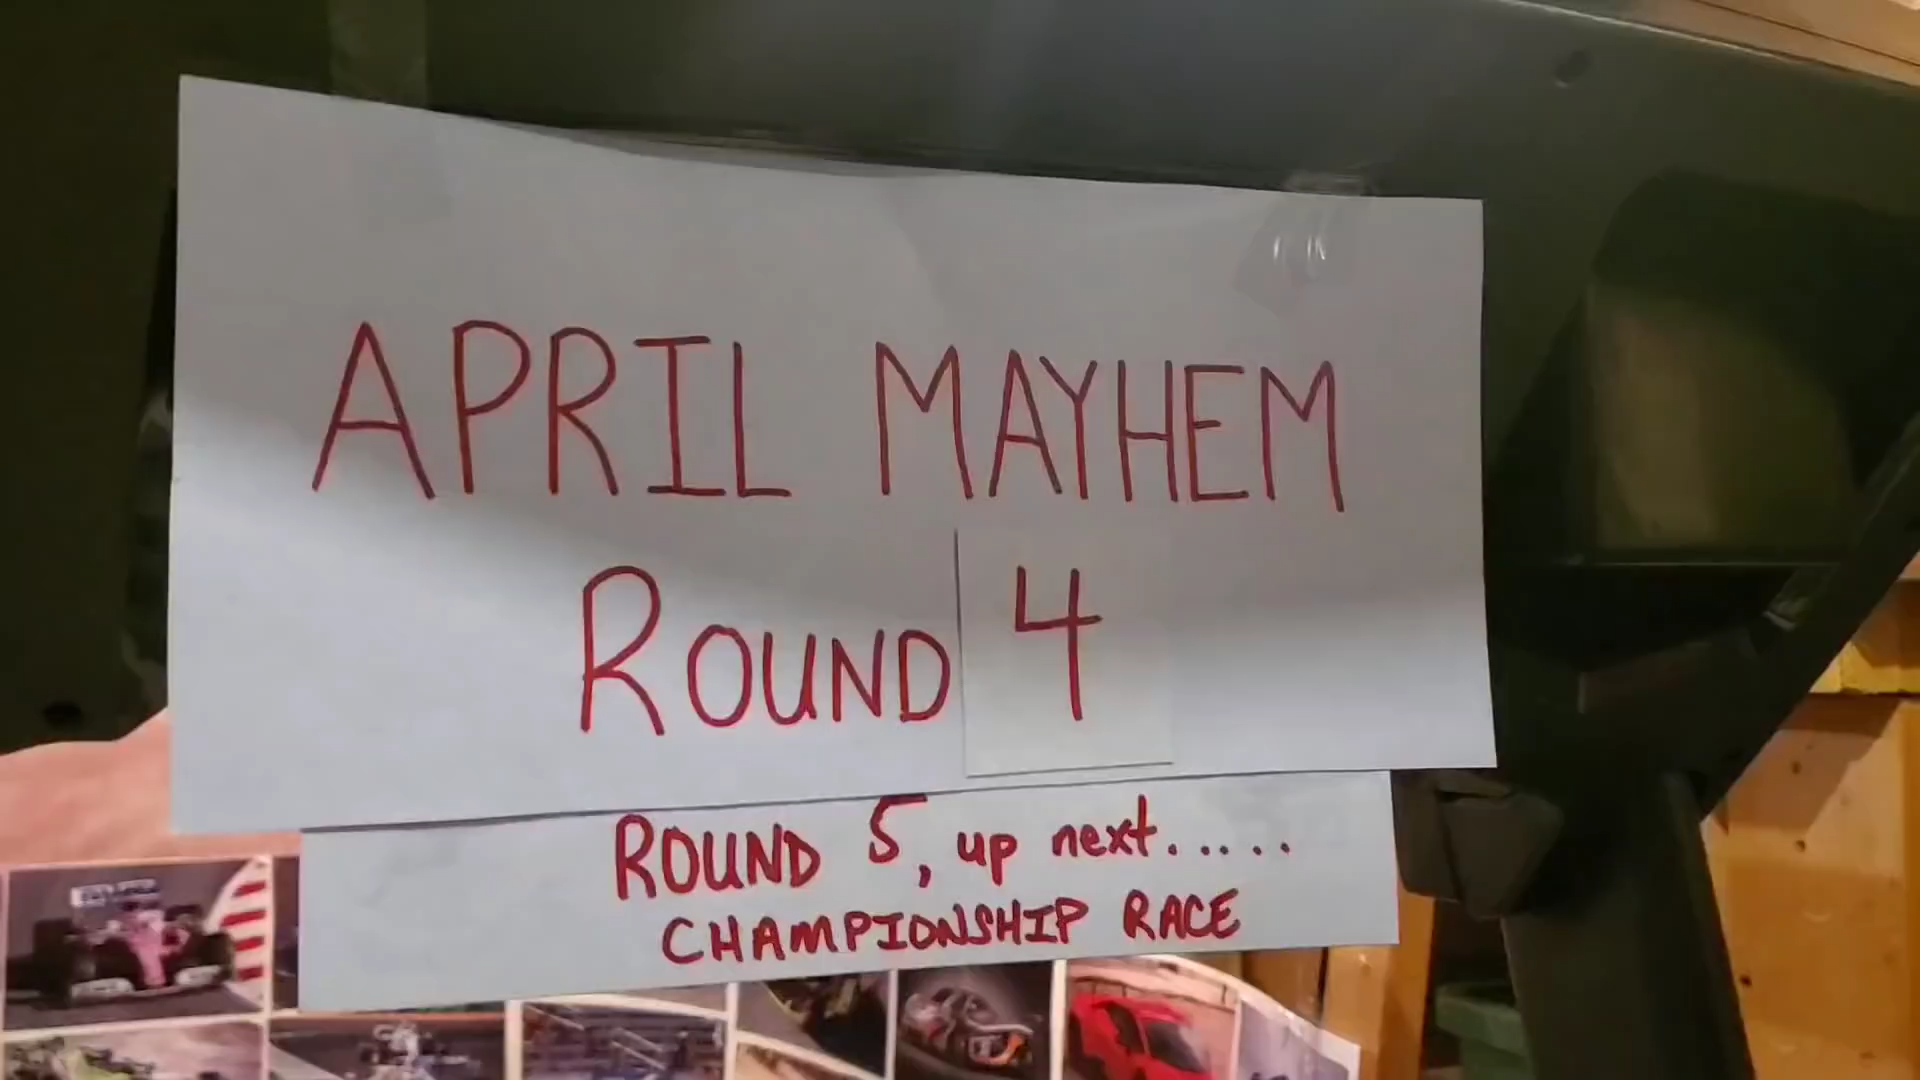 APRIL MAYHEM
ROUND 4
ROUND 5, up next.....
CHAMPIONSHIP RACE